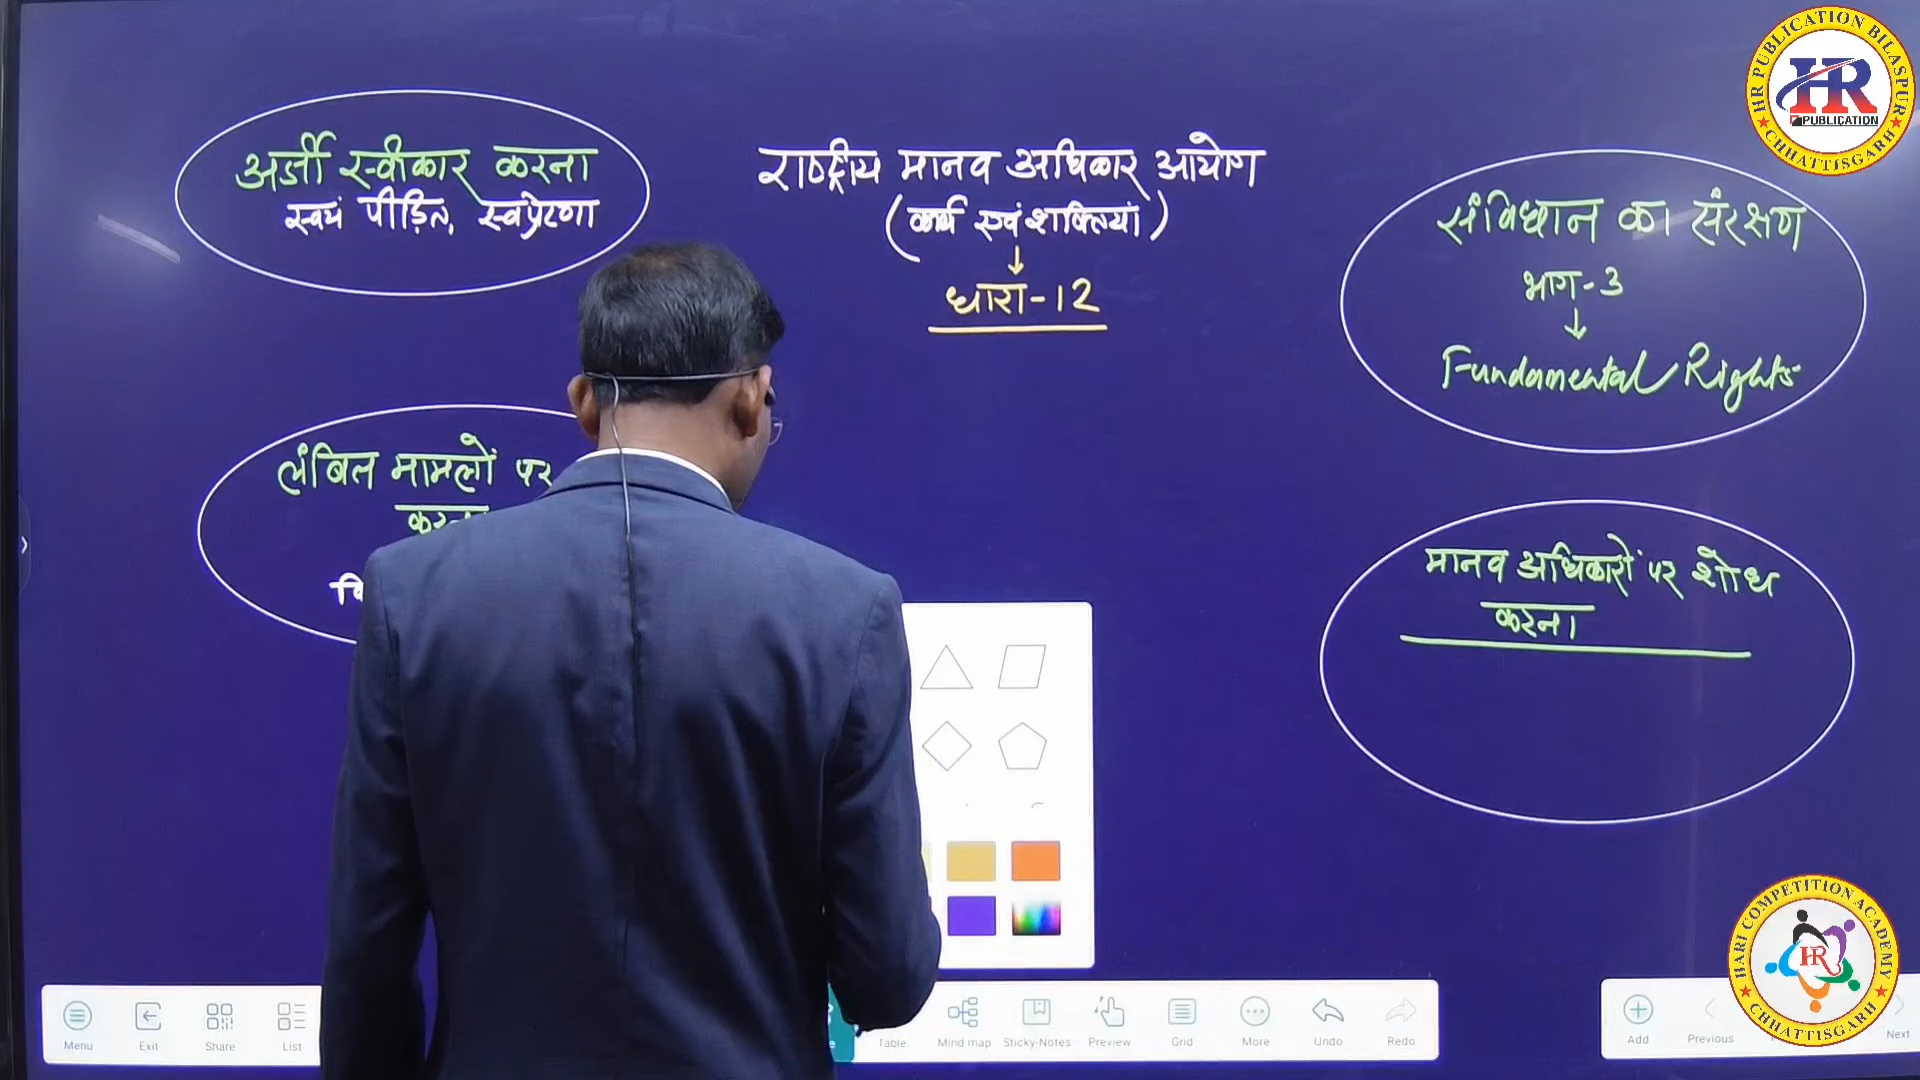 राष्ट्रीय मानव अधिकार आयोग
(कार्य एवं शक्तियां)
↓
धारा-12
अर्जी स्वीकार करना
स्वयं पीड़ित, स्वप्रेरणा
लंबित मामलों पर
संविधान का संरक्षण
भाग-3
↓
Fundamental Rights
मानव अधिकारों पर शोध
करना
HR PUBLICATION BILASPUR
HR
PUBLICATION
CHHATTISGARH
HARI COMPETITION ACADEMY
HR
CHHATTISGARH
Menu
Exit
Share
List
Table
Mind map
Sticky-Notes
Preview
Grid
More
Undo
Redo
Add
Previous
Next